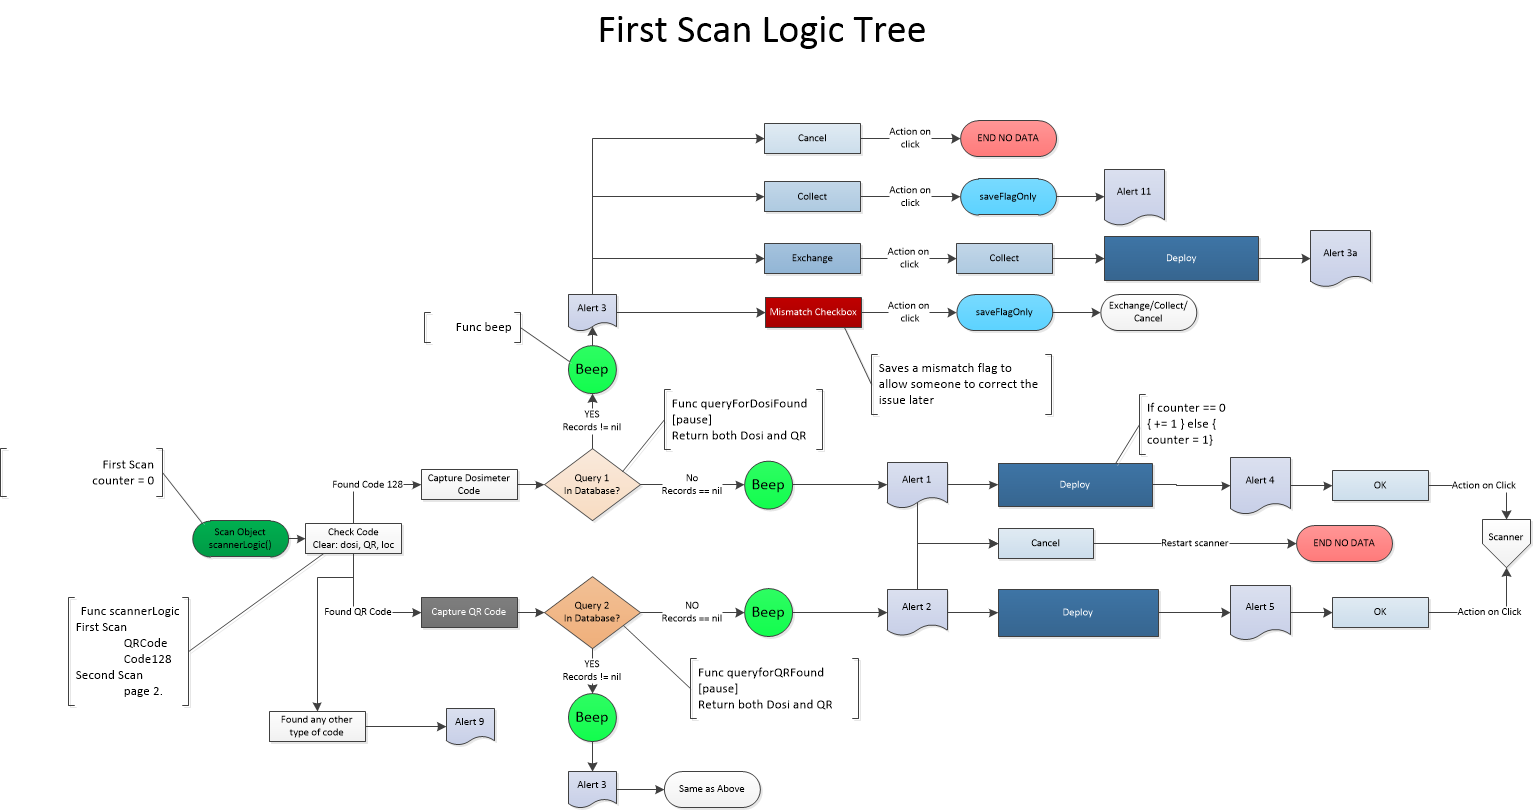 First Scan Logic Tree
Cancel
Action on
click
END NO DATA
Collect
Action on
click
saveFlagOnly
Alert 11
Exchange
Action on
click
Collect
Deploy
Alert 3a
Alert 3
Mismatch Checkbox
Action on
click
saveFlagOnly
Exchange/Collect/
Cancel
Func beep
Beep
Saves a mismatch flag to
allow someone to correct the
issue later
YES
Records != nil
Func queryForDosiFound
[pause]
Return both Dosi and QR
If counter == 0
{ += 1 } else {
counter = 1}
First Scan
counter = 0
Found Code 128
Capture Dosimeter
Code
Query 1
In Database?
No
Records == nil
Beep
Alert 1
Deploy
Alert 4
OK
Action on Click
Scan Object
scannerLogic()
Check Code
Clear: dosi, QR, loc
Cancel
Restart scanner
END NO DATA
Scanner
Func scannerLogic
First Scan
QRCode
Code128
Second Scan
page 2.
Found QR Code
Capture QR Code
Query 2
In Database?
NO
Records == nil
Beep
Alert 2
Deploy
Alert 5
OK
Action on Click
YES
Records != nil
Func queryforQRFound
[pause]
Return both Dosi and QR
Found any other
type of code
Alert 9
Beep
Alert 3
Same as Above